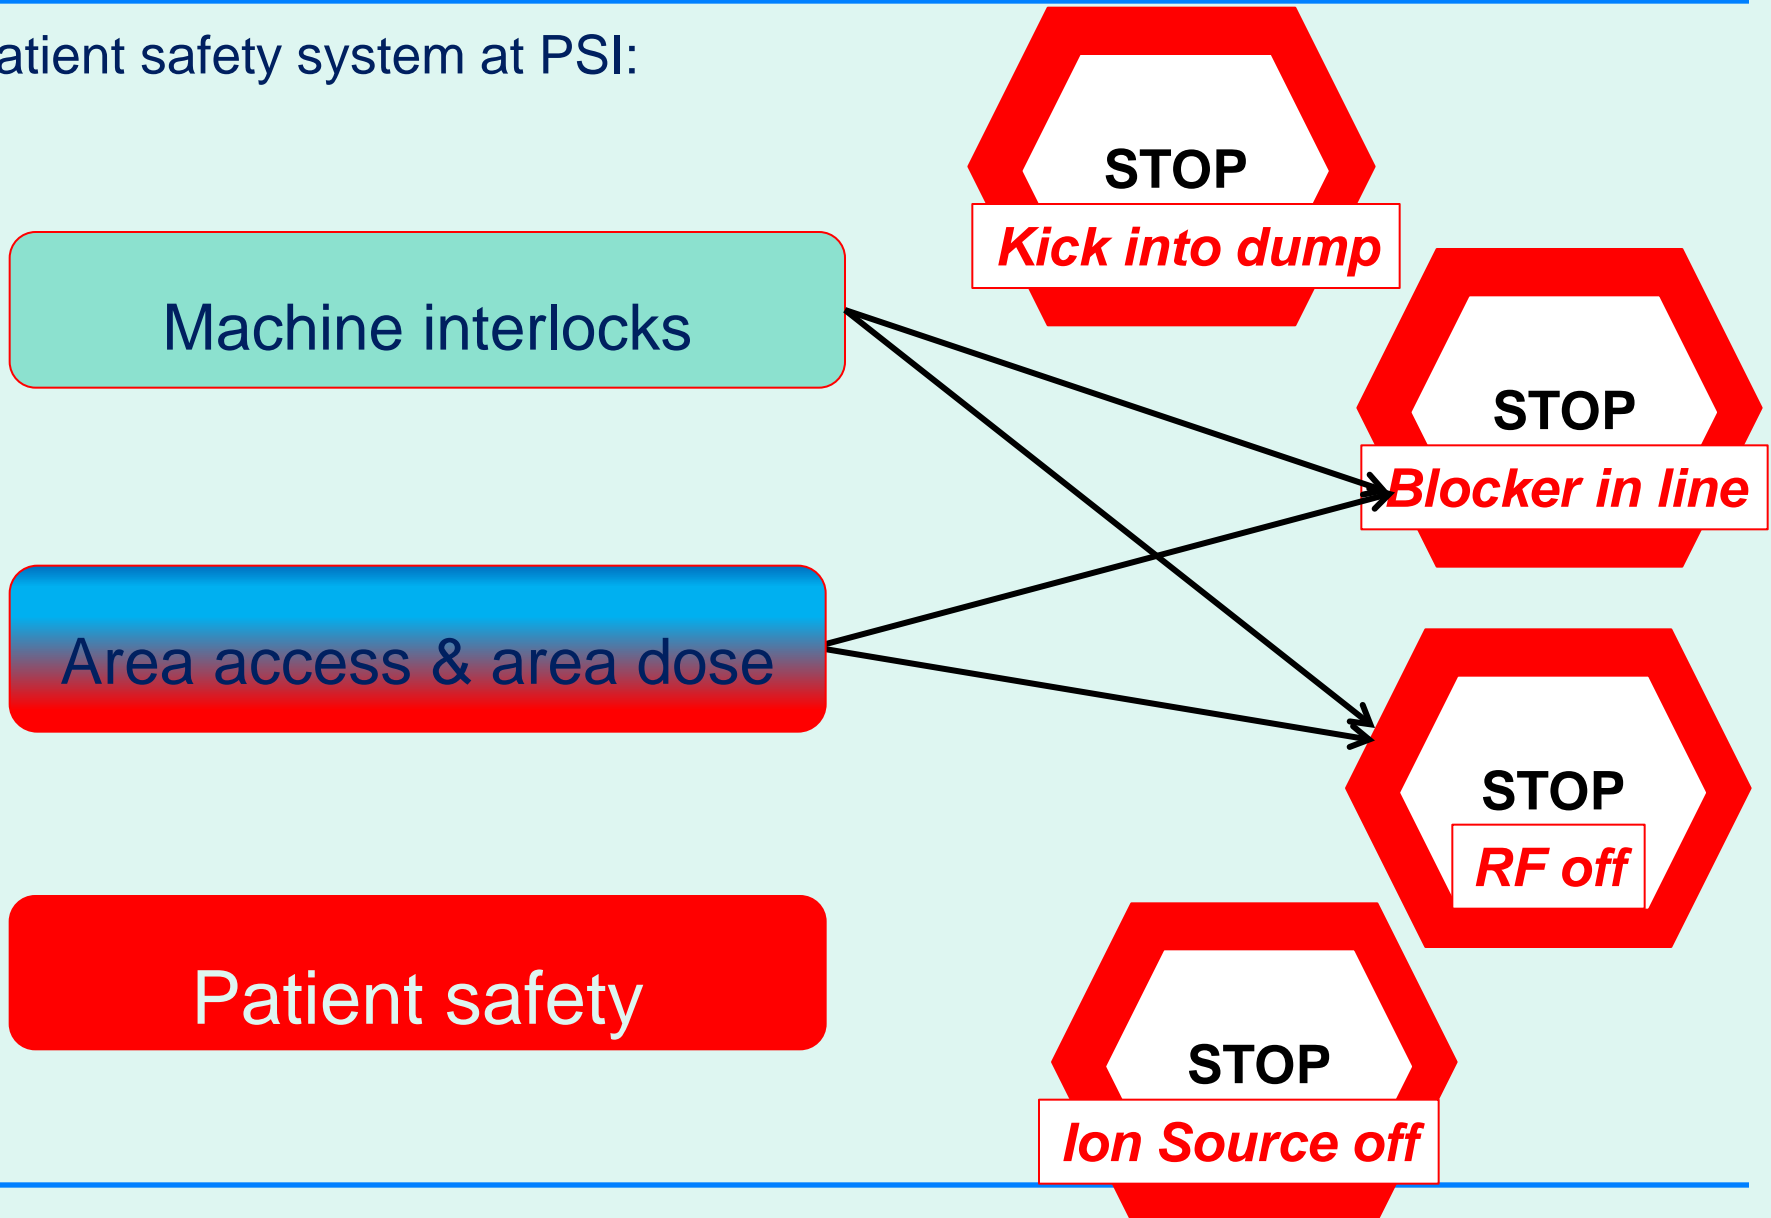 atient safety system at PSI:
STOP
Kick into dump
Machine interlocks
STOP
Blocker in line
Area access & area dose
STOP
RF off
Patient safety
STOP
Ion Source off